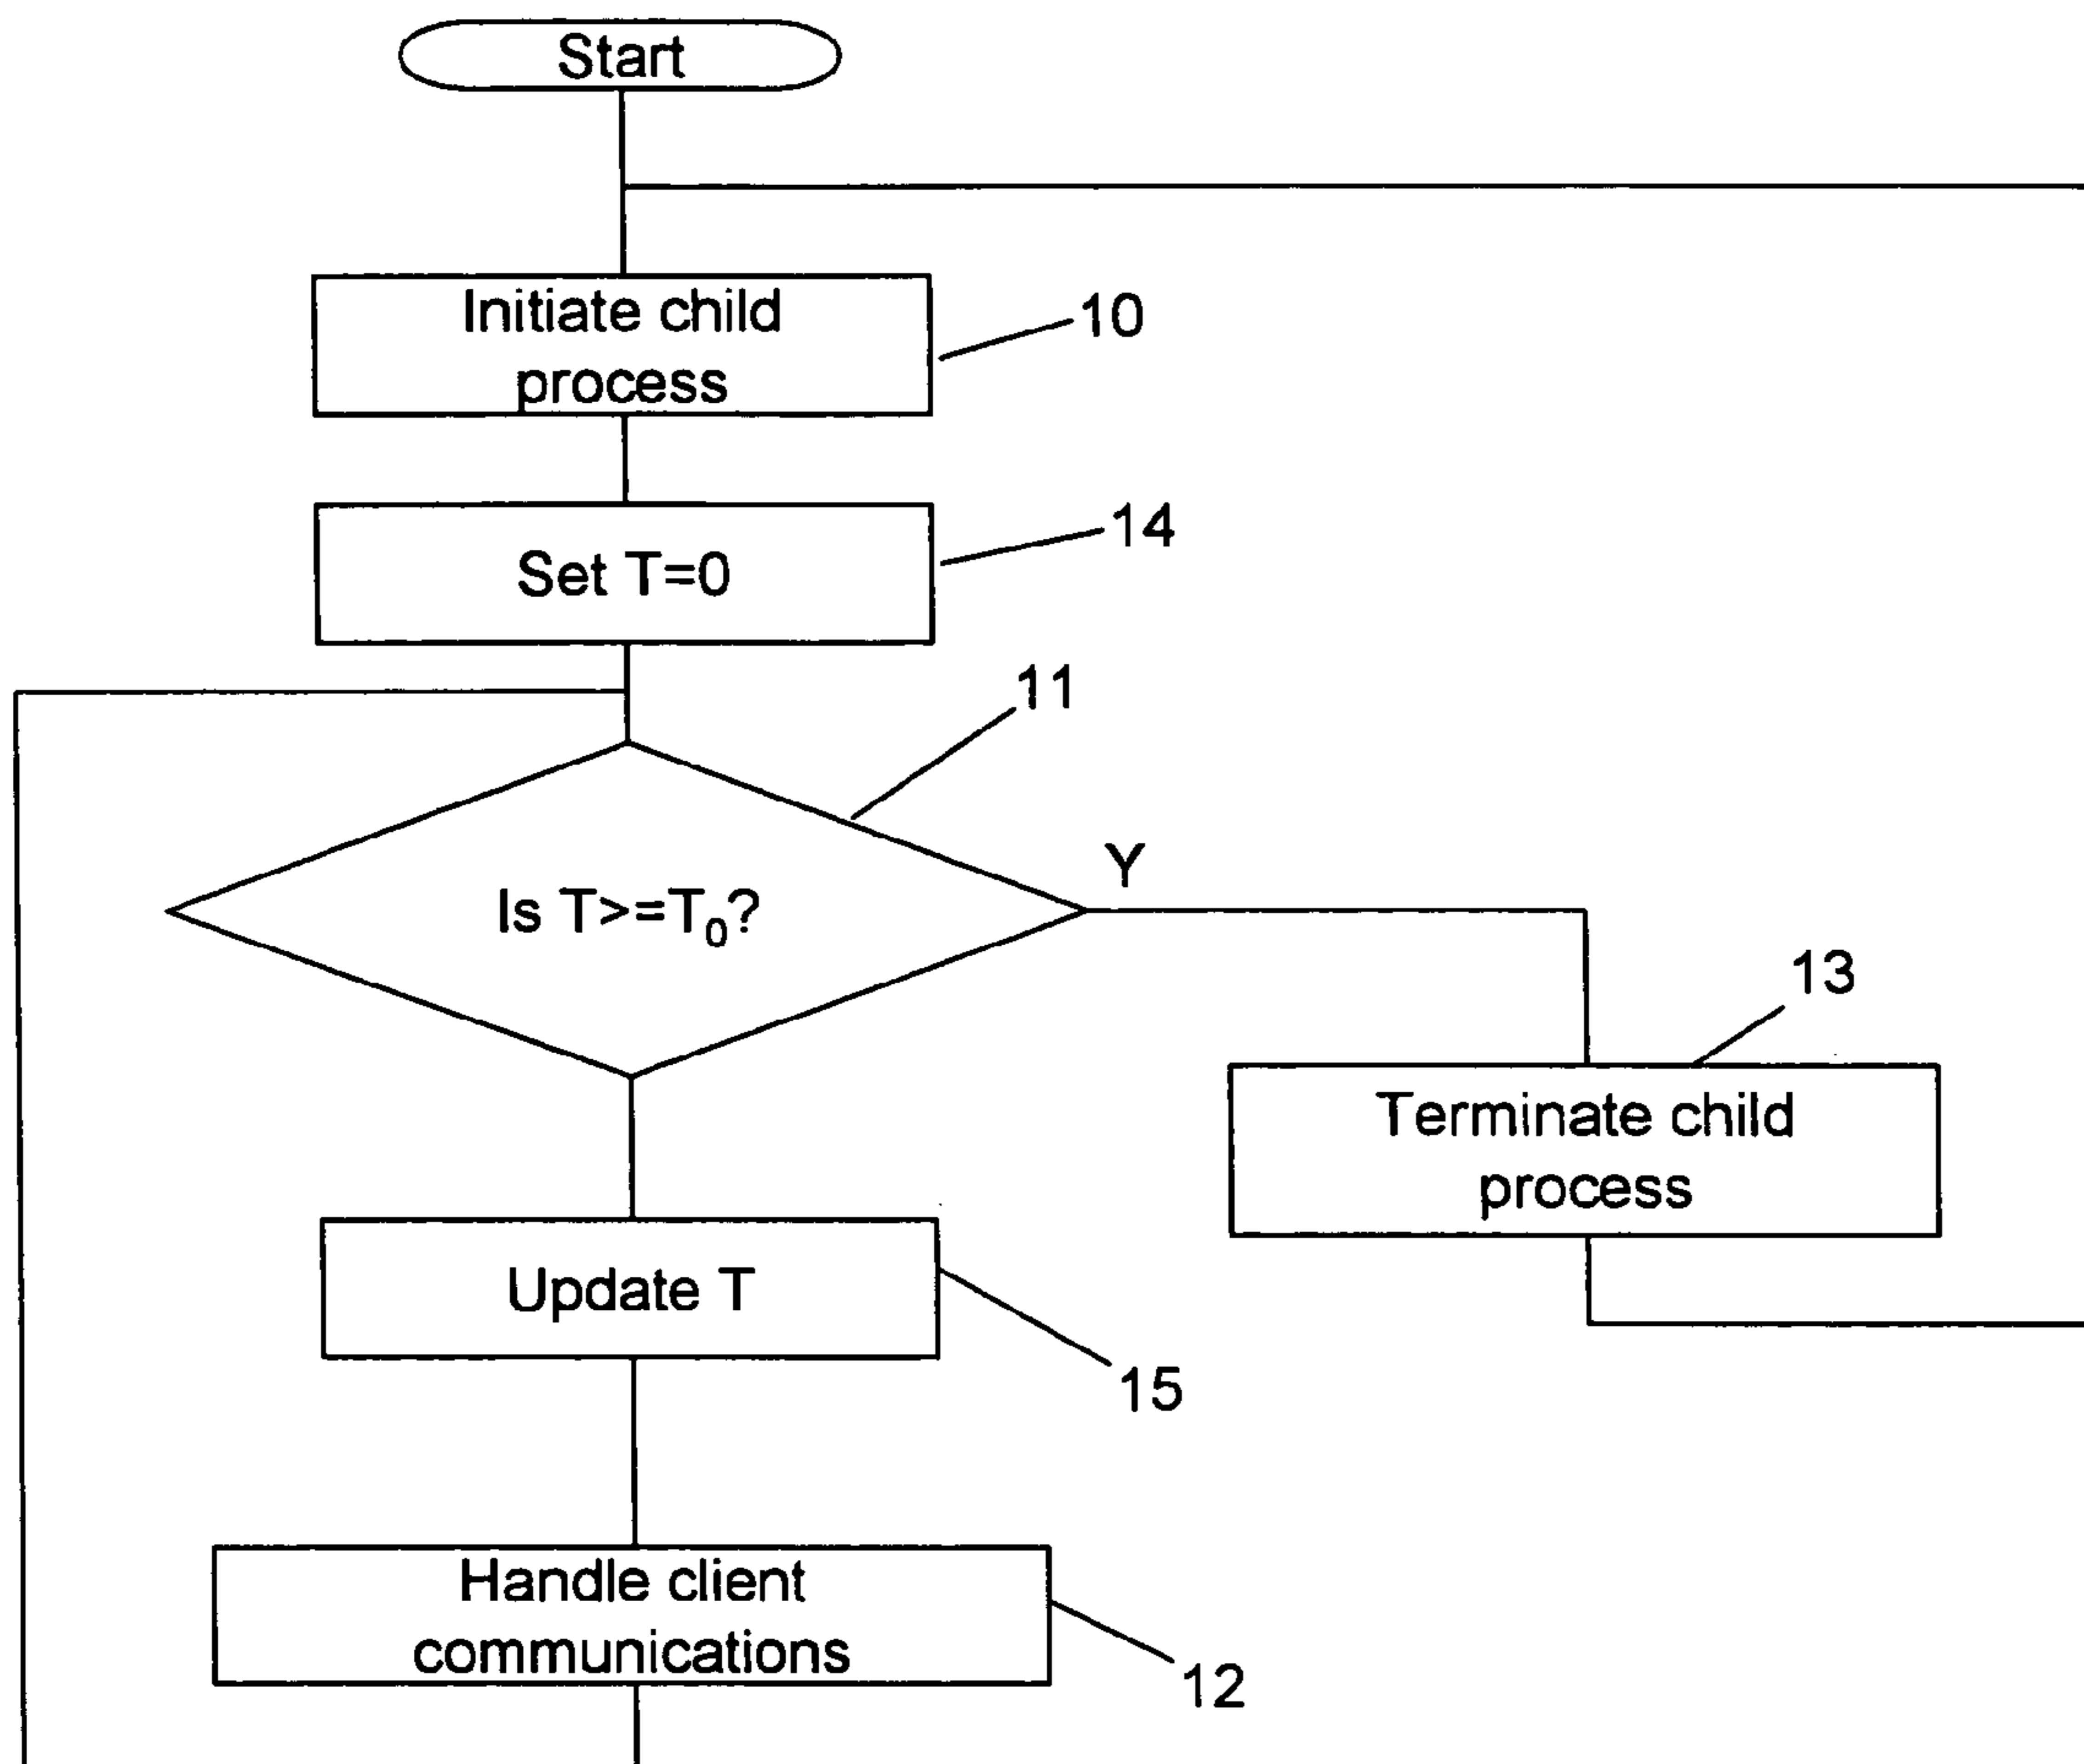 Start
Initiate child
process
10
Set T=0
14
11
Is T>=T₀?
Y
13
Terminate child
process
Update T
15
Handle client
communications
12